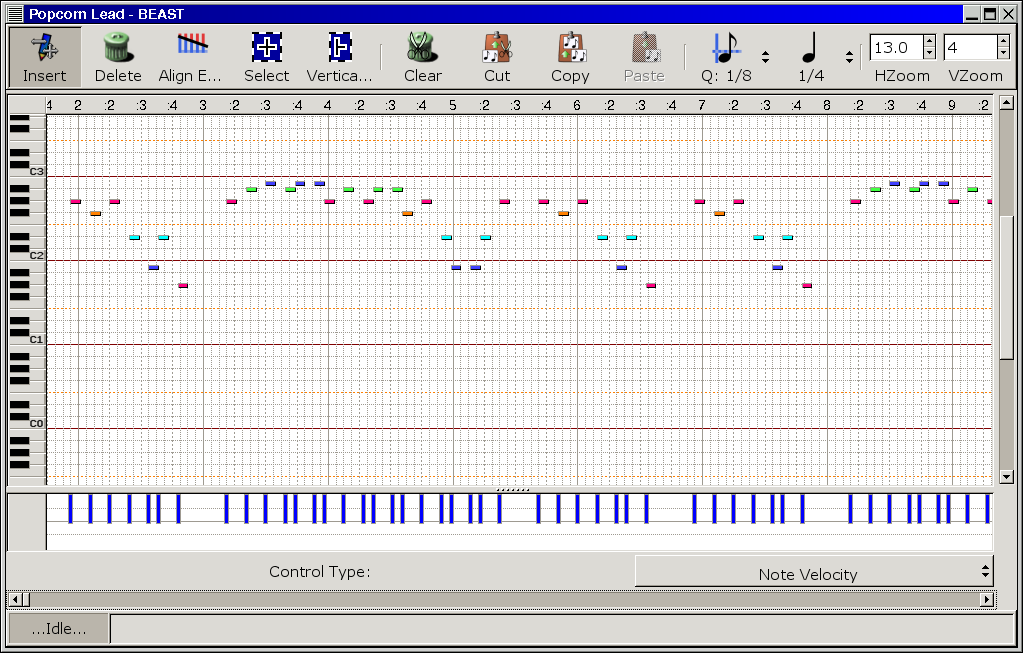 Popcorn Lead - BEAST
Insert Delete Align E... Select Vertica... Clear Cut Copy Paste Q: 1/8 1/4 13.0 HZoom 4 VZoom
4 2 :2 :3 :4 3 :2 :3 :4 4 :2 :3 :4 5 :2 :3 :4 6 :2 :3 :4 7 :2 :3 :4 8 :2 :3 :4 9 :2
C3
C2
C1
C0
Control Type: Note Velocity
...Idle...